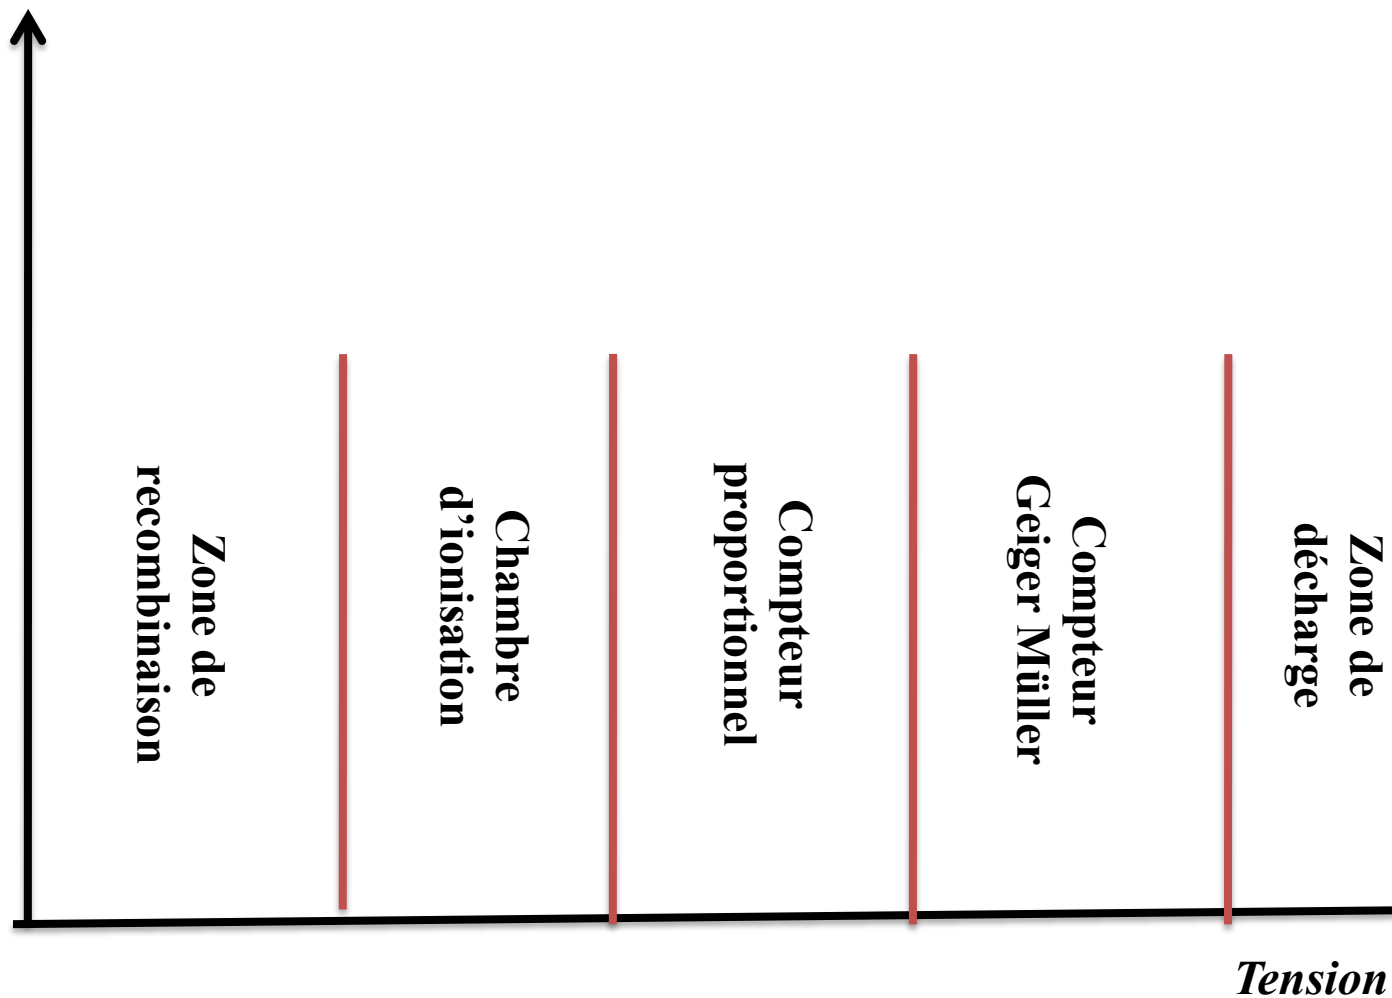 Zone de
recombinaison
Chambre
d’ionisation
Compteur
proportionnel
Compteur
Geiger Müller
Zone de
décharge
Tension